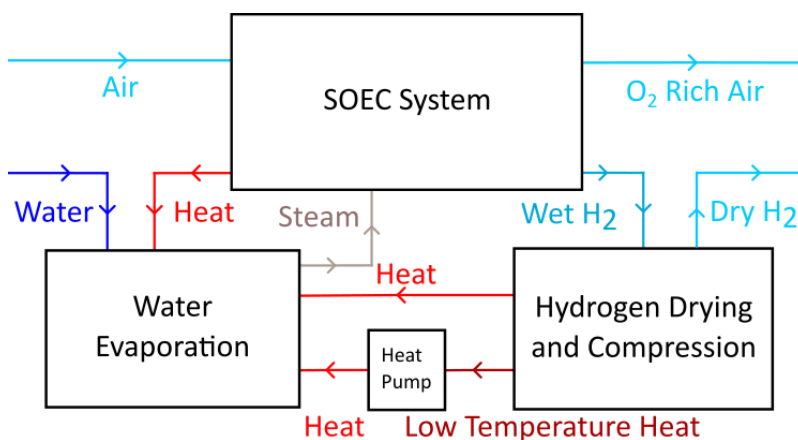 SOEC System
Air
O2 Rich Air
Water
Heat
Steam
Wet H2
Dry H2
Heat
Water
Evaporation
Hydrogen Drying
and Compression
Heat
Pump
Heat
Low Temperature Heat